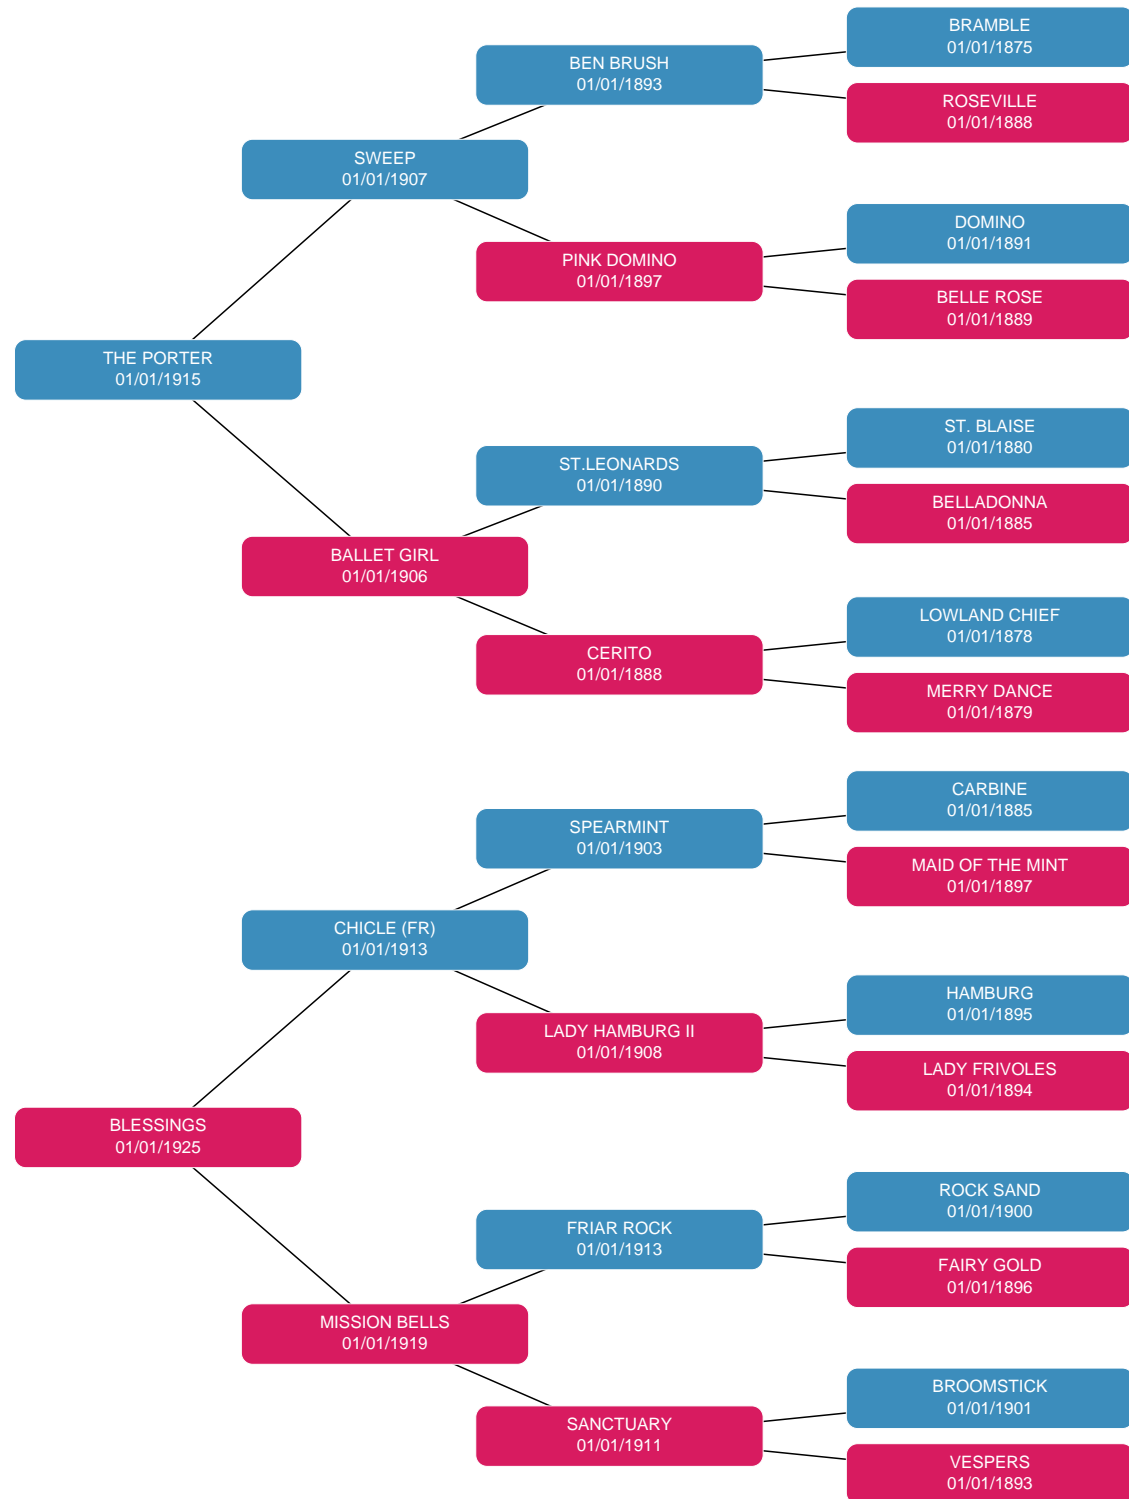 BRAMBLE
01/01/1875
BEN BRUSH
01/01/1893
ROSEVILLE
01/01/1888
SWEEP
01/01/1907
DOMINO
01/01/1891
PINK DOMINO
01/01/1897
BELLE ROSE
01/01/1889
THE PORTER
01/01/1915
ST. BLAISE
01/01/1880
ST.LEONARDS
01/01/1890
BELLADONNA
01/01/1885
BALLET GIRL
01/01/1906
LOWLAND CHIEF
01/01/1878
CERITO
01/01/1888
MERRY DANCE
01/01/1879
CARBINE
01/01/1885
SPEARMINT
01/01/1903
MAID OF THE MINT
01/01/1897
CHICLE (FR)
01/01/1913
HAMBURG
01/01/1895
LADY HAMBURG II
01/01/1908
LADY FRIVOLES
01/01/1894
BLESSINGS
01/01/1925
ROCK SAND
01/01/1900
FRIAR ROCK
01/01/1913
FAIRY GOLD
01/01/1896
MISSION BELLS
01/01/1919
BROOMSTICK
01/01/1901
SANCTUARY
01/01/1911
VESPERS
01/01/1893